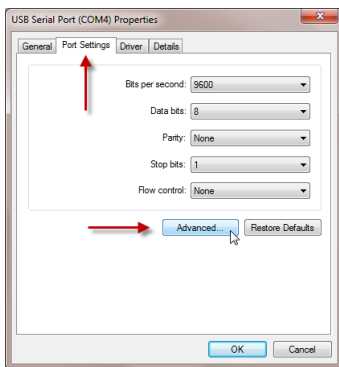 USB Serial Port (COM4) Properties
General Port Settings Driver Details
Bits per second: 9600
Data bits: 8
Parity: None
Stop bits: 1
Flow control: None
Advanced... Restore Defaults
OK Cancel